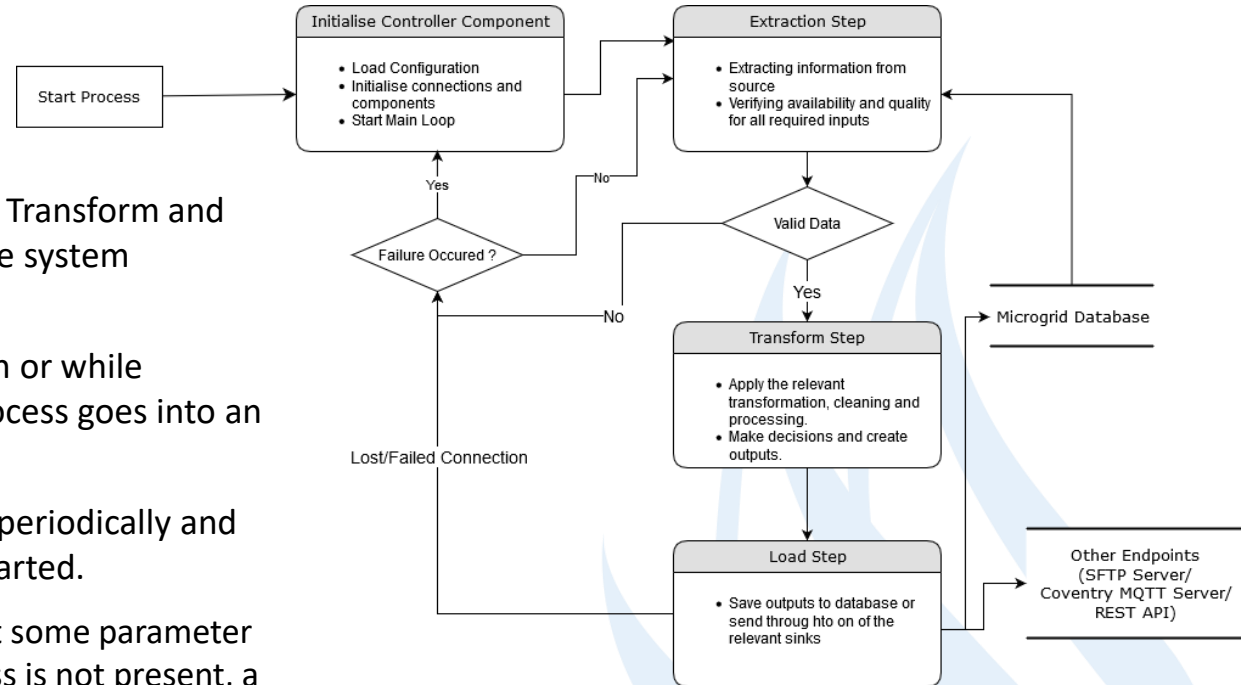 Initialise Controller Component
• Load Configuration
• Initialise connections and
components
• Start Main Loop
Extraction Step
• Extracting information from
source
• Verifying availability and quality
for all required inputs
Start Process
Yes
No
Failure Occured ?
Valid Data
Yes
No
Microgrid Database
Transform Step
• Apply the relevant
transformation, cleaning and
processing.
• Make decisions and create
outputs.
Lost/Failed Connection
Load Step
• Save outputs to database or
send throug hto on of the
relevant sinks
Other Endpoints
(SFTP Server/
Coventry MQTT Server/
REST API)
Transform and
e system
or while
ocess goes into an
periodically and
arted.
some parameter
ss is not present, a